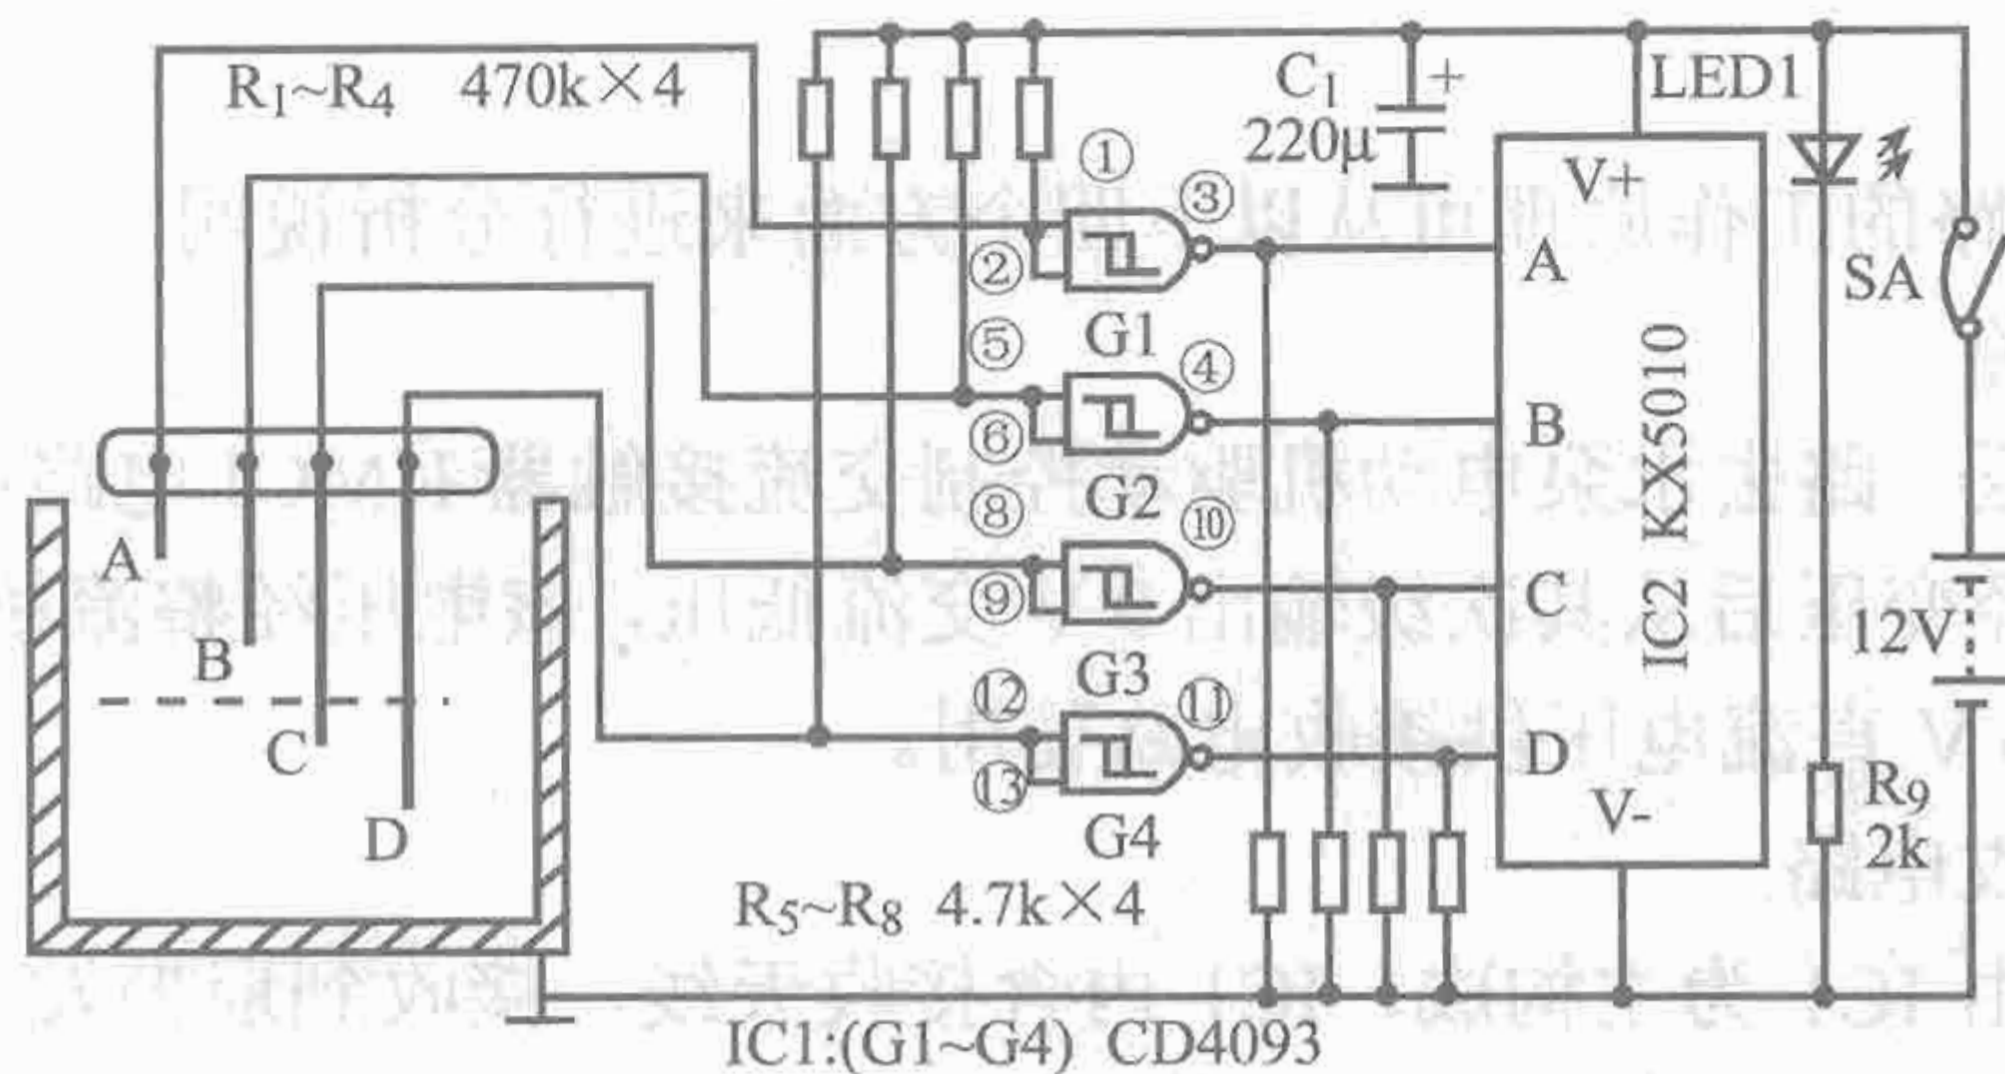 R₁~R₄ 470k×4
C₁ +
220μ
LED1
①
③
V+
②
A
SA
G1
⑤
④
⑥
B
G2
⑧
⑩
⑨
C
G3
⑫
⑪
⑬
D
G4
V-
IC2 KX5010
12V
R₉
2k
A
B
C
D
R₅~R₈ 4.7k×4
IC1:(G1~G4) CD4093